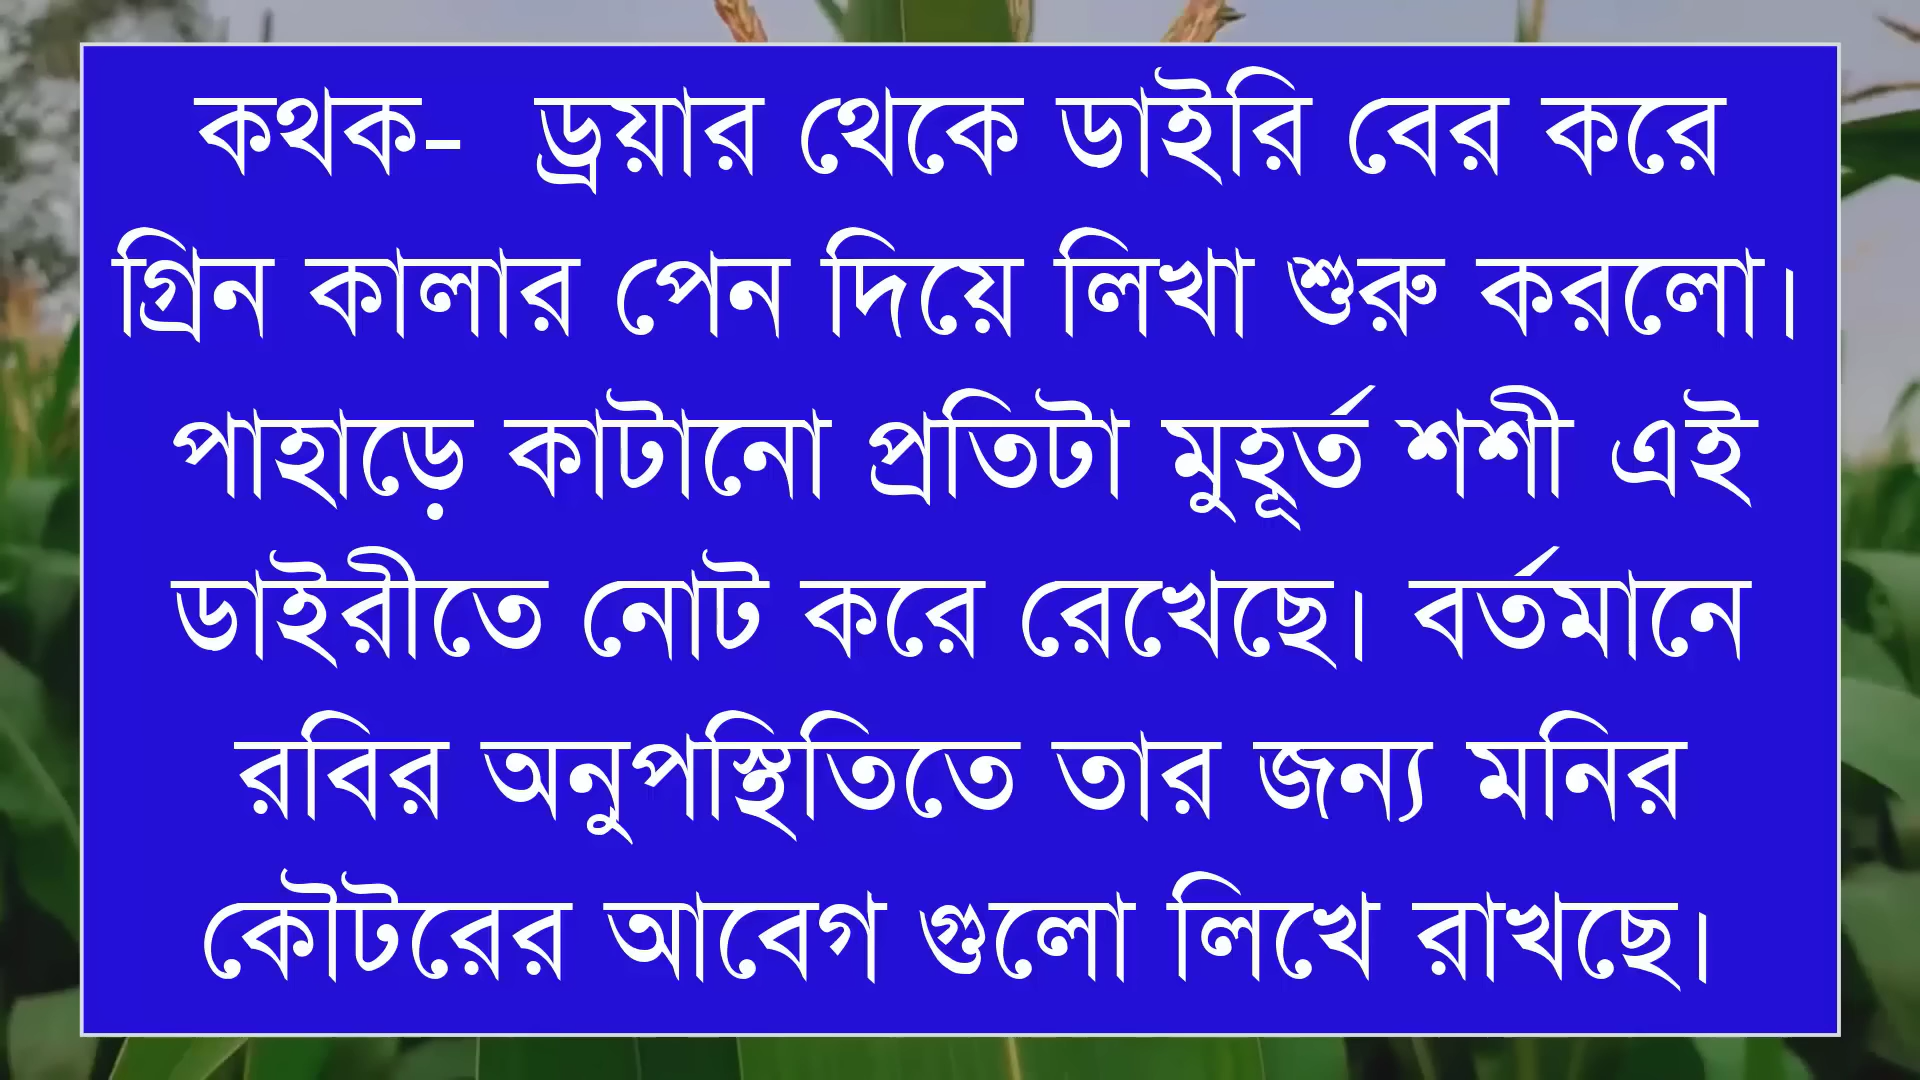 কথক-  ড্রয়ার থেকে ডাইরি বের করে
গ্রিন কালার পেন দিয়ে লিখা শুরু করলো।
পাহাড়ে কাটানো প্রতিটা মুহূর্ত শশী এই
ডাইরীতে নোট করে রেখেছে। বর্তমানে
রবির অনুপস্থিতিতে তার জন্য মনির
কৌটরের আবেগ গুলো লিখে রাখছে।